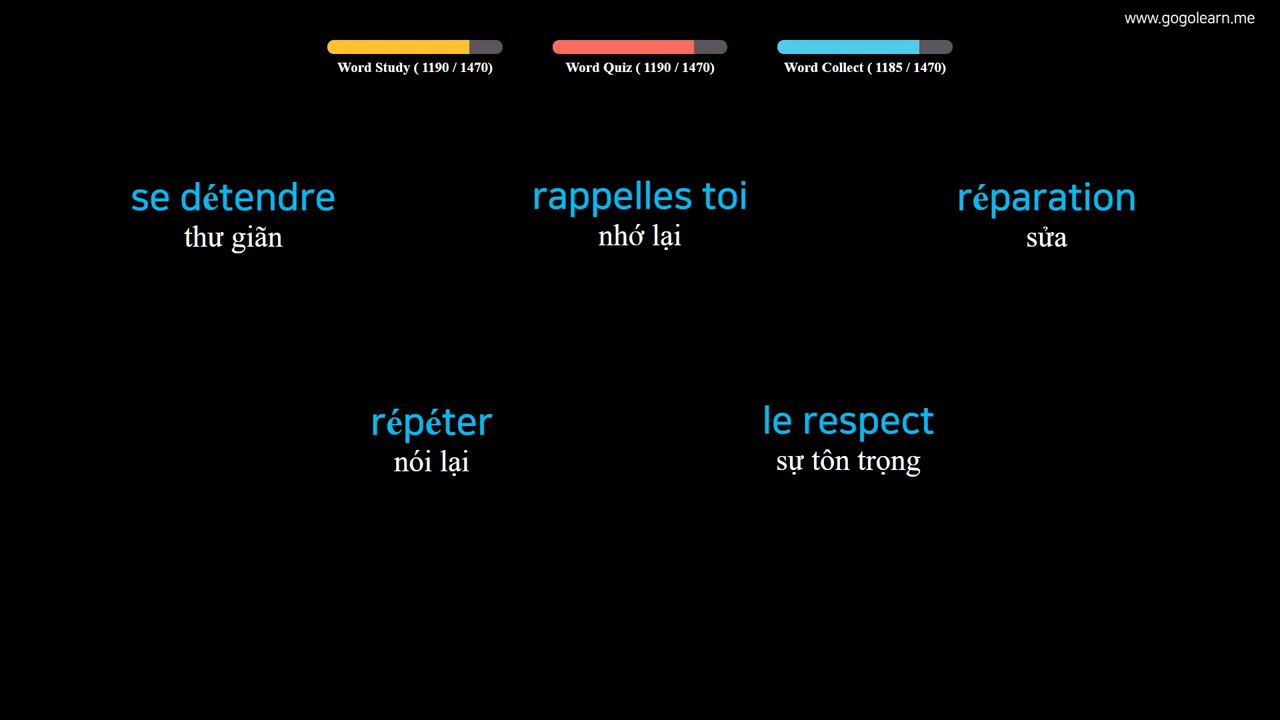 www.gogolearn.me
Word Study ( 1190 / 1470)
Word Quiz ( 1190 / 1470)
Word Collect ( 1185 / 1470)
se détendre
thư giãn
rappelles toi
nhớ lại
réparation
sửa
répéter
nói lại
le respect
sự tôn trọng